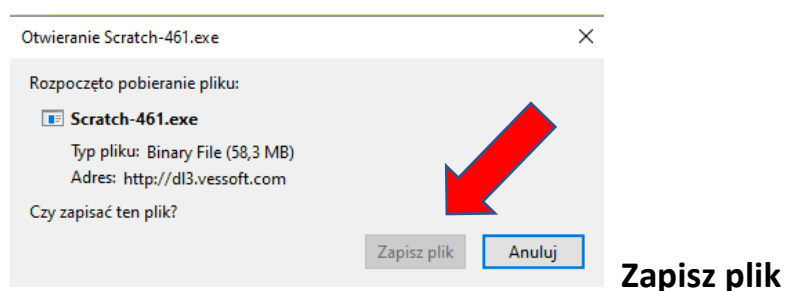 Otwieranie Scratch-461.exe
Rozpoczęto pobieranie pliku:
Scratch-461.exe
Typ pliku: Binary File (58,3 MB)
Adres: http://dl3.vessoft.com
Czy zapisać ten plik?
Zapisz plik Anuluj
Zapisz plik